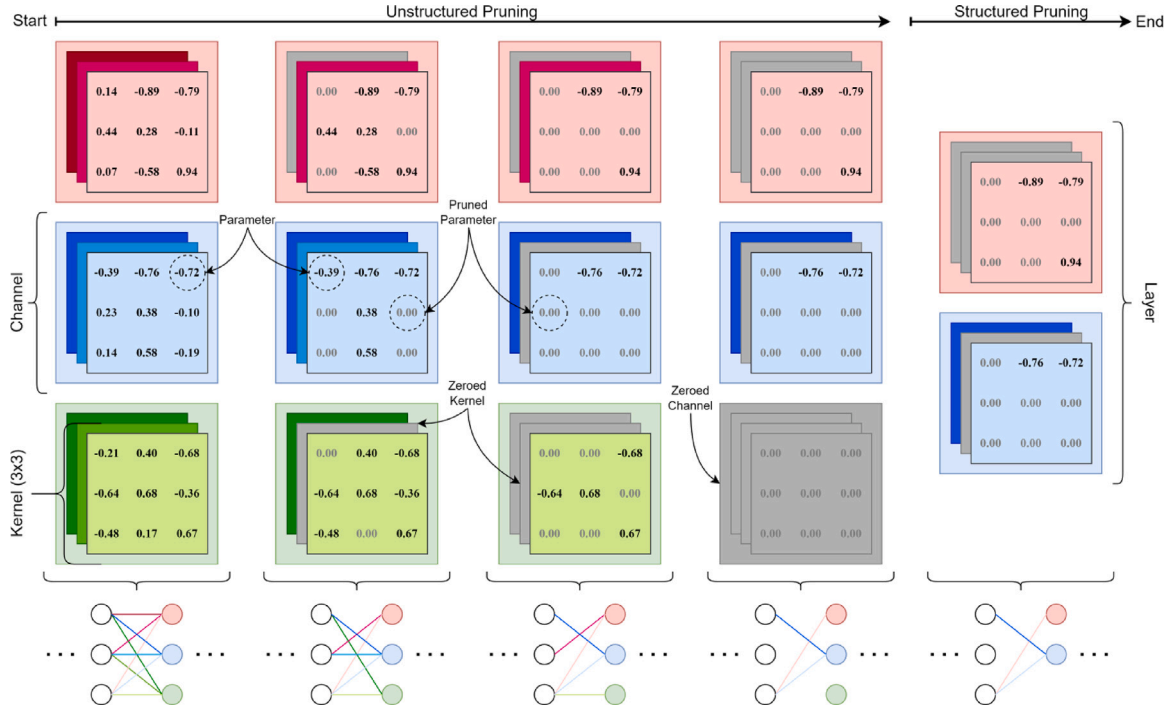 Start
Unstructured Pruning
Structured Pruning
End
0.14 -0.89 -0.79
0.44 0.28 -0.11
0.07 -0.58 0.94
0.00 -0.89 -0.79
0.44 0.28 0.00
0.00 -0.58 0.94
0.00 -0.89 -0.79
0.00 0.00 0.00
0.00 0.00 0.94
0.00 -0.89 -0.79
0.00 0.00 0.00
0.00 0.00 0.94
0.00 -0.89 -0.79
0.00 0.00 0.00
0.00 0.00 0.94
Channel
Parameter
Pruned
Parameter
-0.39 -0.76 -0.72
0.23 0.38 -0.10
0.14 0.58 -0.19
-0.39 -0.76 -0.72
0.00 0.38 0.00
0.00 0.58 0.00
0.00 -0.76 -0.72
0.00 0.00 0.00
0.00 0.00 0.00
0.00 -0.76 -0.72
0.00 0.00 0.00
0.00 0.00 0.00
0.00 -0.76 -0.72
0.00 0.00 0.00
0.00 0.00 0.00
Layer
Kernel (3x3)
Zeroed
Kernel
Zeroed
Channel
-0.21 0.40 -0.68
-0.64 0.68 -0.36
-0.48 0.17 0.67
0.00 0.40 -0.68
-0.64 0.68 -0.36
-0.48 0.00 0.67
0.00 0.00 -0.68
-0.64 0.68 0.00
0.00 0.00 0.67
0.00 0.00 0.00
0.00 0.00 0.00
0.00 0.00 0.00